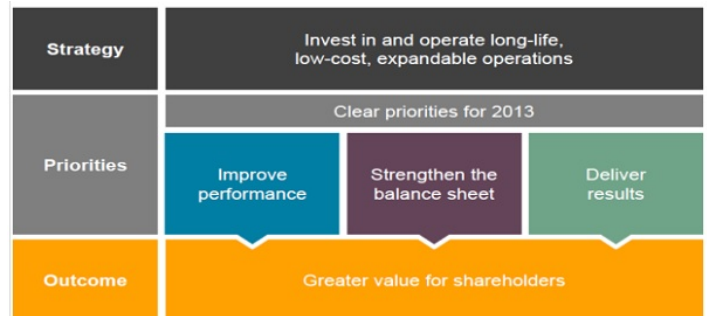 Strategy
Invest in and operate long-life,
low-cost, expandable operations
Clear priorities for 2013
Priorities
Improve
performance
Strengthen the
balance sheet
Deliver
results
Outcome
Greater value for shareholders